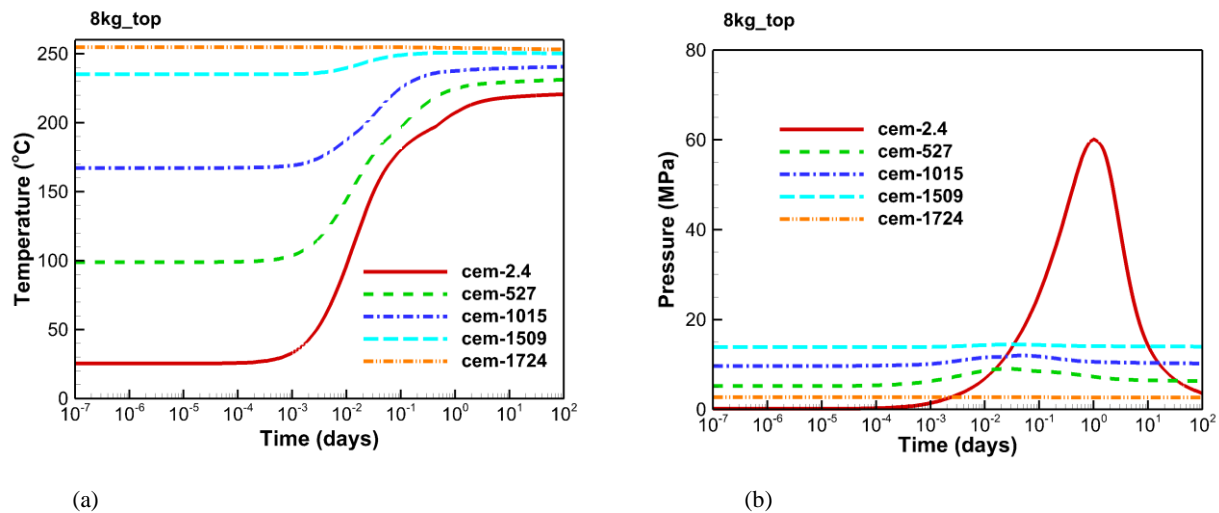 8kg_top
Temperature (°C)
250
200
150
100
50
0
cem-2.4
cem-527
cem-1015
cem-1509
cem-1724
10⁻⁷ 10⁻⁶ 10⁻⁵ 10⁻⁴ 10⁻³ 10⁻² 10⁻¹ 10⁰ 10¹ 10²
Time (days)
(a)
8kg_top
Pressure (MPa)
80
60
40
20
0
cem-2.4
cem-527
cem-1015
cem-1509
cem-1724
10⁻⁷ 10⁻⁶ 10⁻⁵ 10⁻⁴ 10⁻³ 10⁻² 10⁻¹ 10⁰ 10¹ 10²
Time (days)
(b)